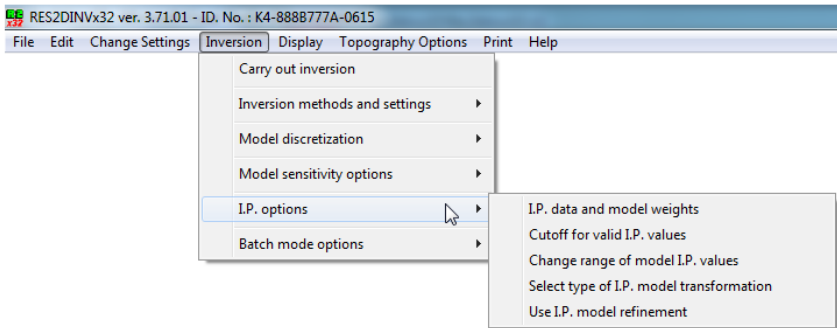 RES2DINVx32 ver. 3.71.01 - ID. No. : K4-888B777A-0615
File Edit Change Settings Inversion Display Topography Options Print Help
Carry out inversion
Inversion methods and settings
Model discretization
Model sensitivity options
I.P. options
Batch mode options
I.P. data and model weights
Cutoff for valid I.P. values
Change range of model I.P. values
Select type of I.P. model transformation
Use I.P. model refinement